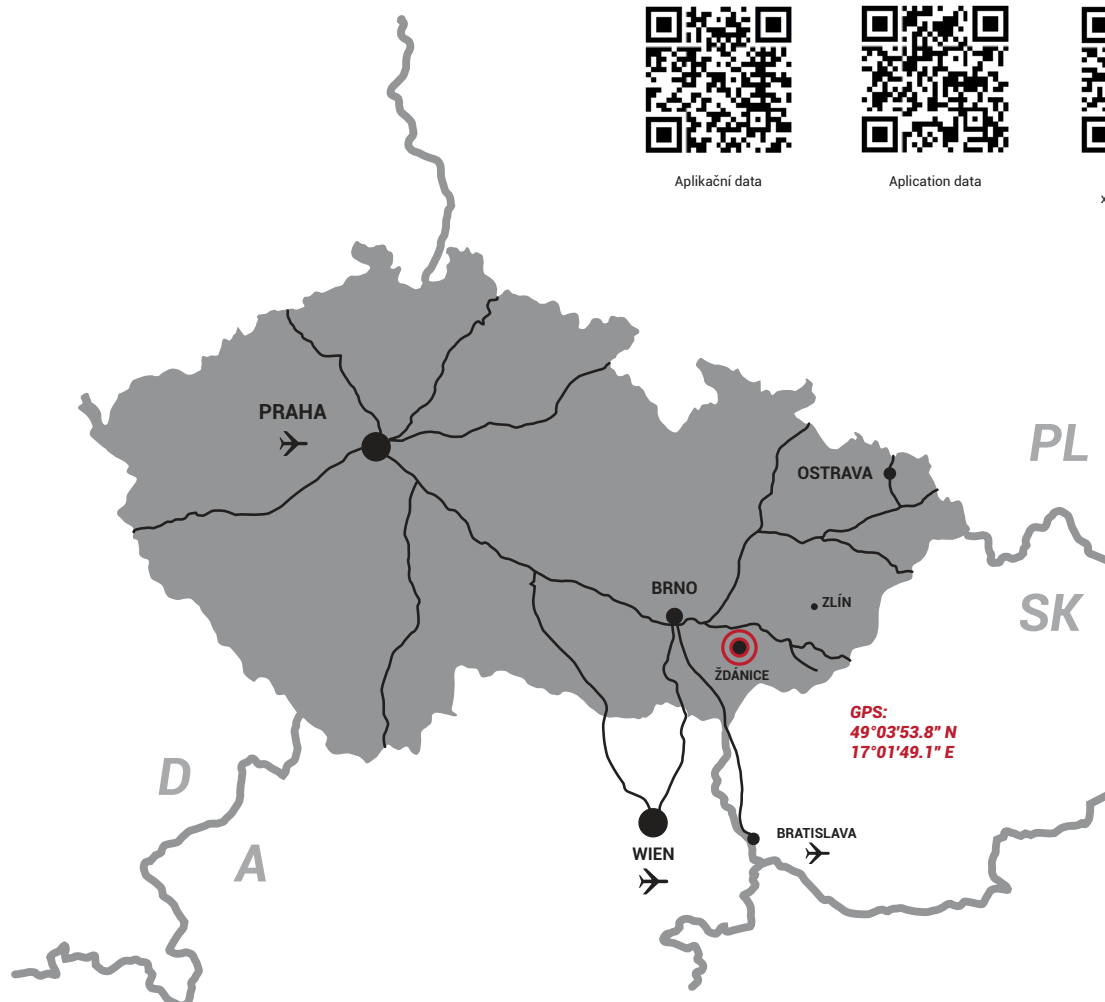 Aplikační data
Aplication data
x
PRAHA
PL
OSTRAVA
BRNO
ZLÍN
SK
ŽDÁNICE
GPS:
49°03'53.8" N
17°01'49.1" E
D
A
WIEN
BRATISLAVA